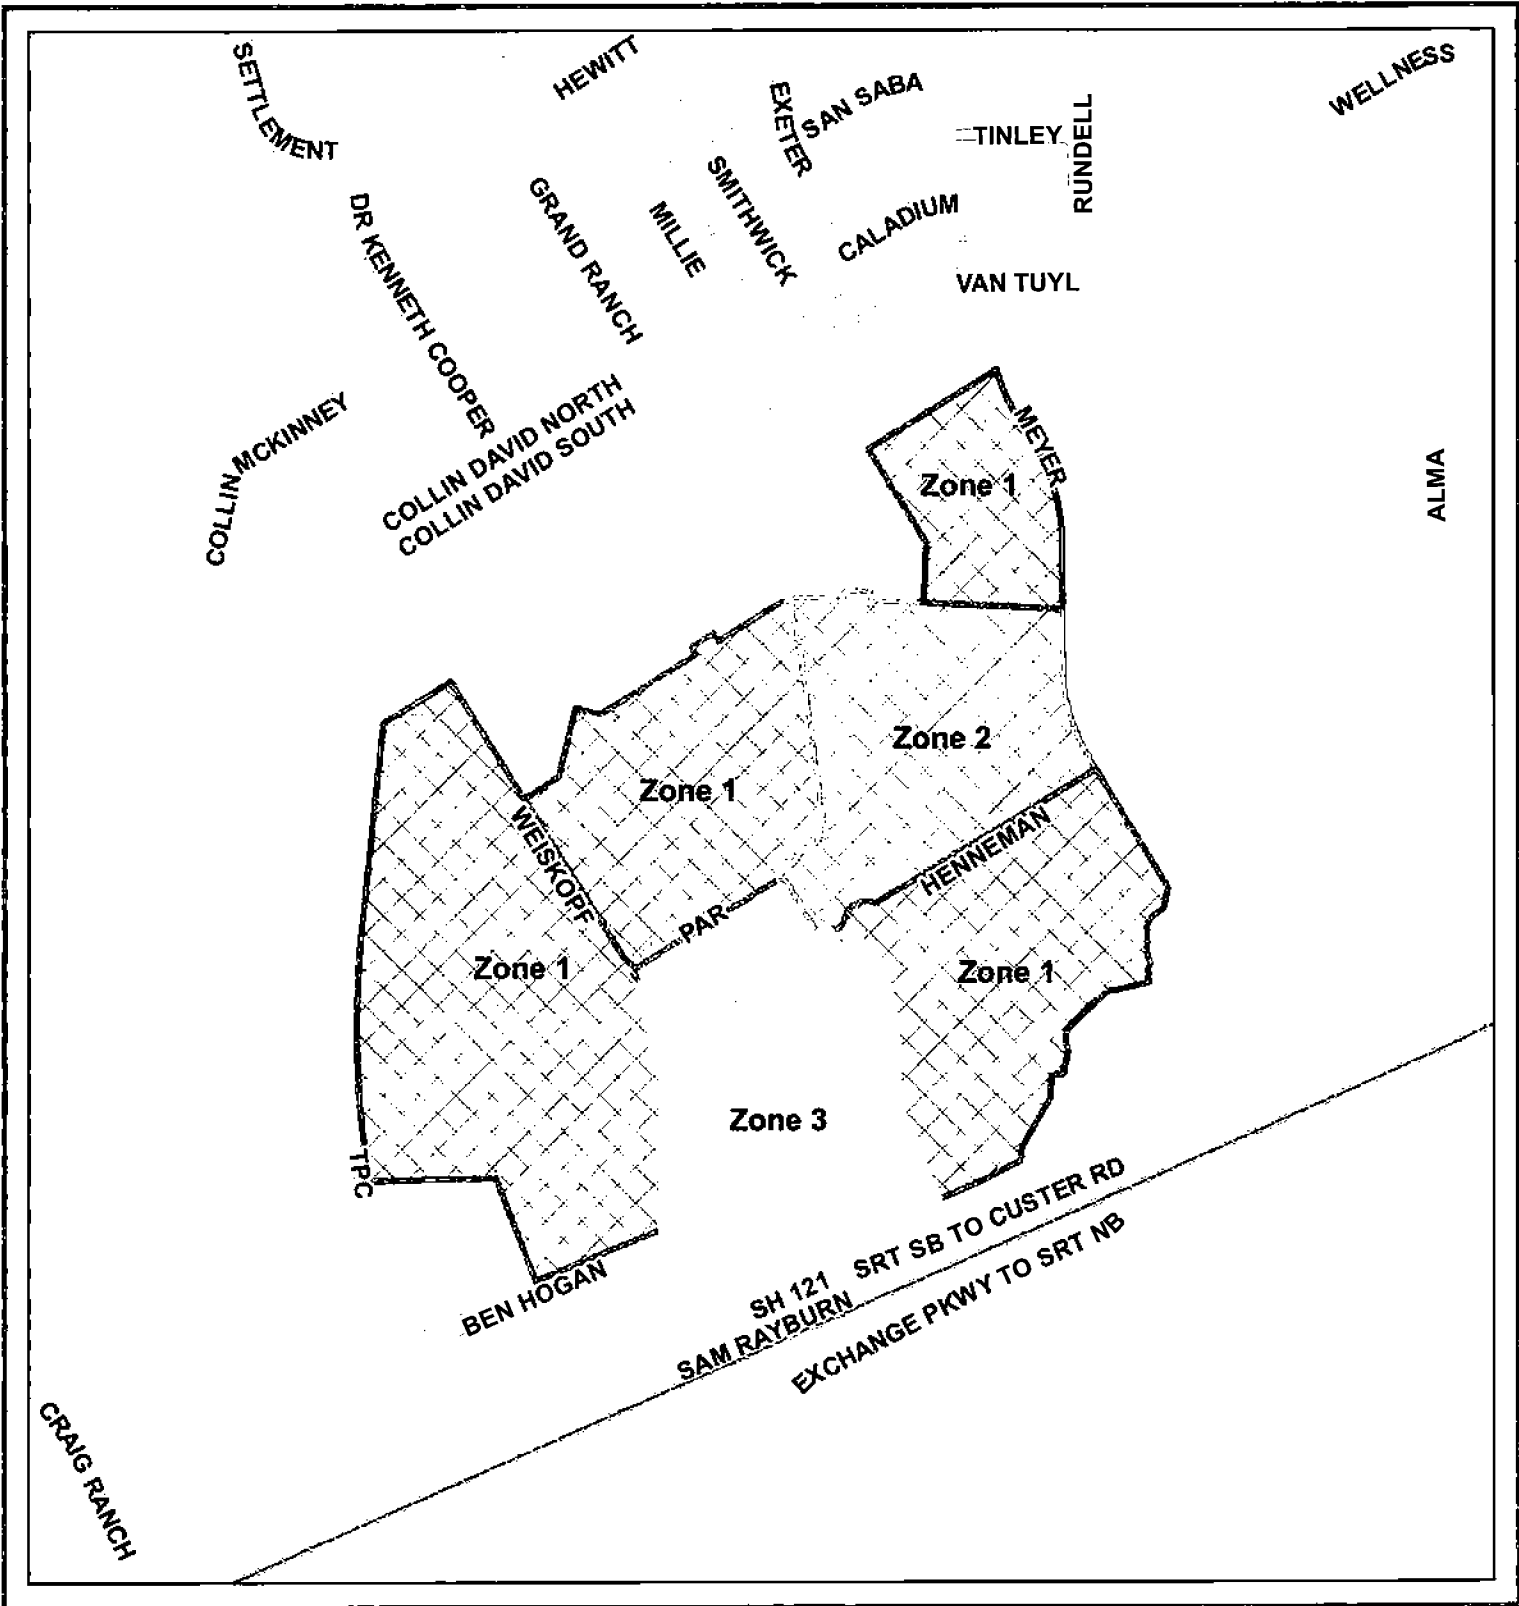 SETTLEMENT
HEWITT
EXETER
SAN SABA
TINLEY
RUNDELL
WELLNESS
DR KENNETH COOPER
GRAND RANCH
MILLIE
SMITHWICK
CALADIUM
VAN TUYL
COLLIN MCKINNEY
COLLIN DAVID NORTH
COLLIN DAVID SOUTH
MEYER
Zone 1
ALMA
Zone 2
Zone 1
WEISKOPF
HENNEMAN
PAR
Zone 1
Zone 1
Zone 3
TPC
BEN HOGAN
SRT SB TO CUSTER RD
SH 121
SAM RAYBURN
EXCHANGE PKWY TO SRT NB
CRAIG RANCH